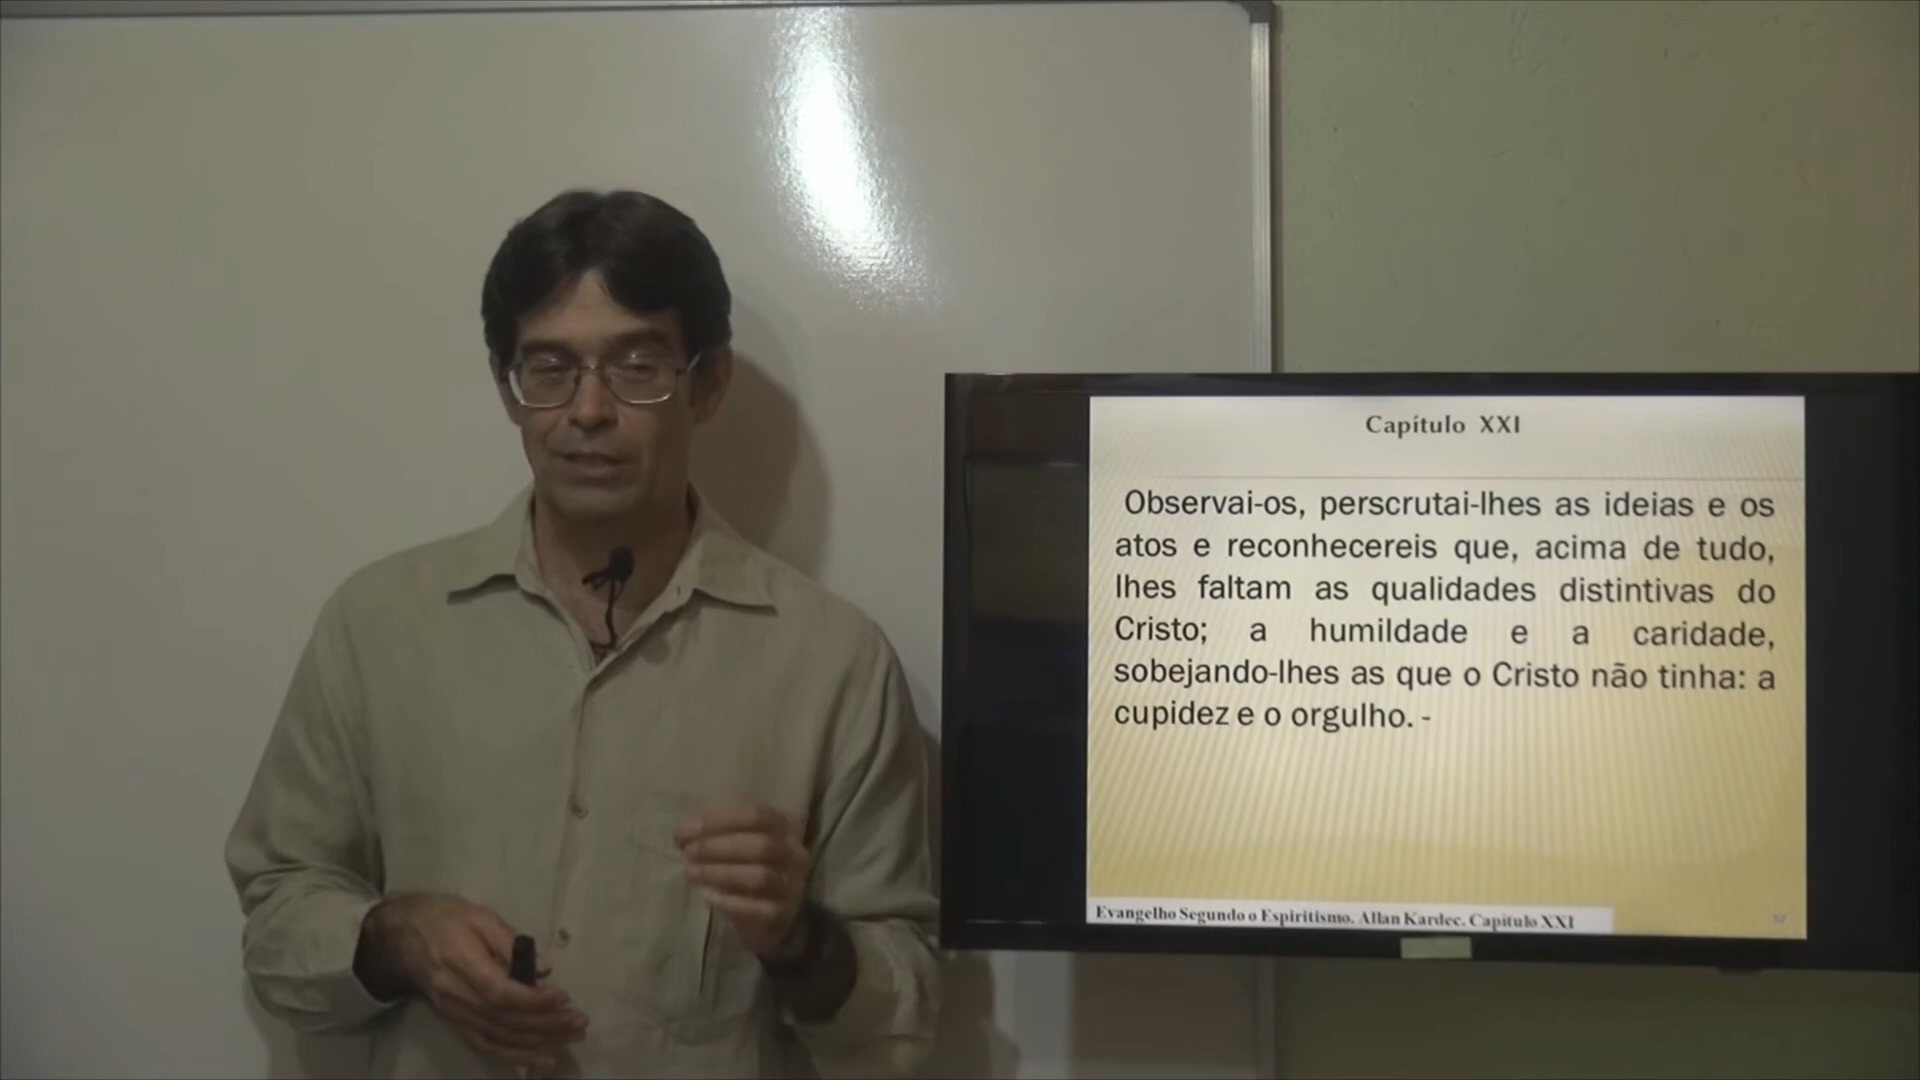 Capítulo XXI
Observai-os, perscrutai-lhes as ideias e os
atos e reconhecereis que, acima de tudo,
lhes faltam as qualidades distintivas do
Cristo; a humildade e a caridade,
sobejando-lhes as que o Cristo não tinha: a
cupidez e o orgulho. -
Evangelho Segundo o Espiritismo. Allan Kardec. Capítulo XXI